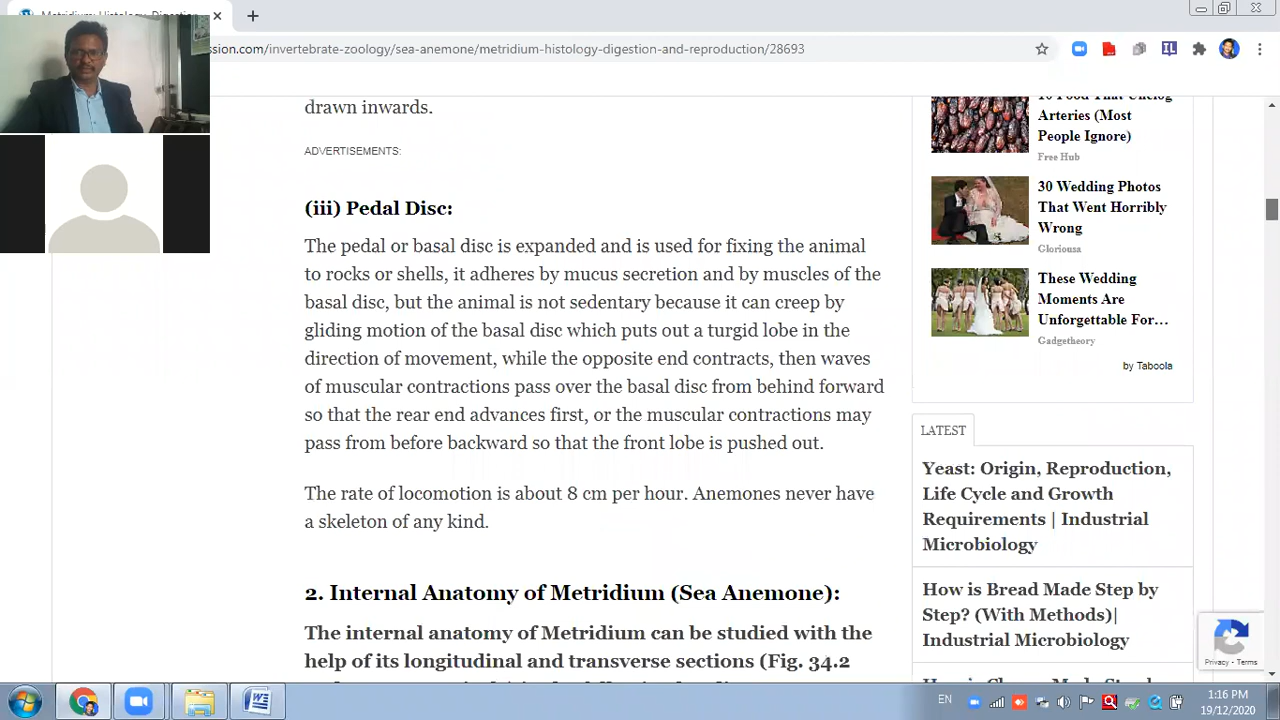 Metridium: Histology, Digestion
ssion.com/invertebrate-zoology/sea-anemone/metridium-histology-digestion-and-reproduction/28693
drawn inwards.
ADVERTISEMENTS:
(iii) Pedal Disc:
The pedal or basal disc is expanded and is used for fixing the animal
to rocks or shells, it adheres by mucus secretion and by muscles of the
basal disc, but the animal is not sedentary because it can creep by
gliding motion of the basal disc which puts out a turgid lobe in the
direction of movement, while the opposite end contracts, then waves
of muscular contractions pass over the basal disc from behind forward
so that the rear end advances first, or the muscular contractions may
pass from before backward so that the front lobe is pushed out.
The rate of locomotion is about 8 cm per hour. Anemones never have
a skeleton of any kind.
2. Internal Anatomy of Metridium (Sea Anemone):
The internal anatomy of Metridium can be studied with the
help of its longitudinal and transverse sections (Fig. 34.2
10 Food That Unclog
Arteries (Most
People Ignore)
Free Hub
30 Wedding Photos
That Went Horribly
Wrong
Gloriousa
These Wedding
Moments Are
Unforgettable For...
Gadgetheory
by Taboola
LATEST
Yeast: Origin, Reproduction,
Life Cycle and Growth
Requirements | Industrial
Microbiology
How is Bread Made Step by
Step? (With Methods)|
Industrial Microbiology
Privacy - Terms
EN
1:16 PM
19/12/2020